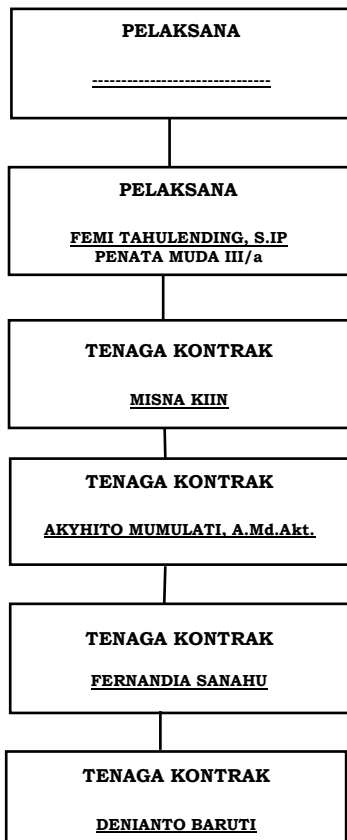 PELAKSANA
-------------------------------
PELAKSANA
FEMI TAHULENDING, S.IP
PENATA MUDA III/a
TENAGA KONTRAK
MISNA KIIN
TENAGA KONTRAK
AKYHITO MUMULATI, A.Md.Akt.
TENAGA KONTRAK
FERNANDIA SANAHU
TENAGA KONTRAK
DENIANTO BARUTI